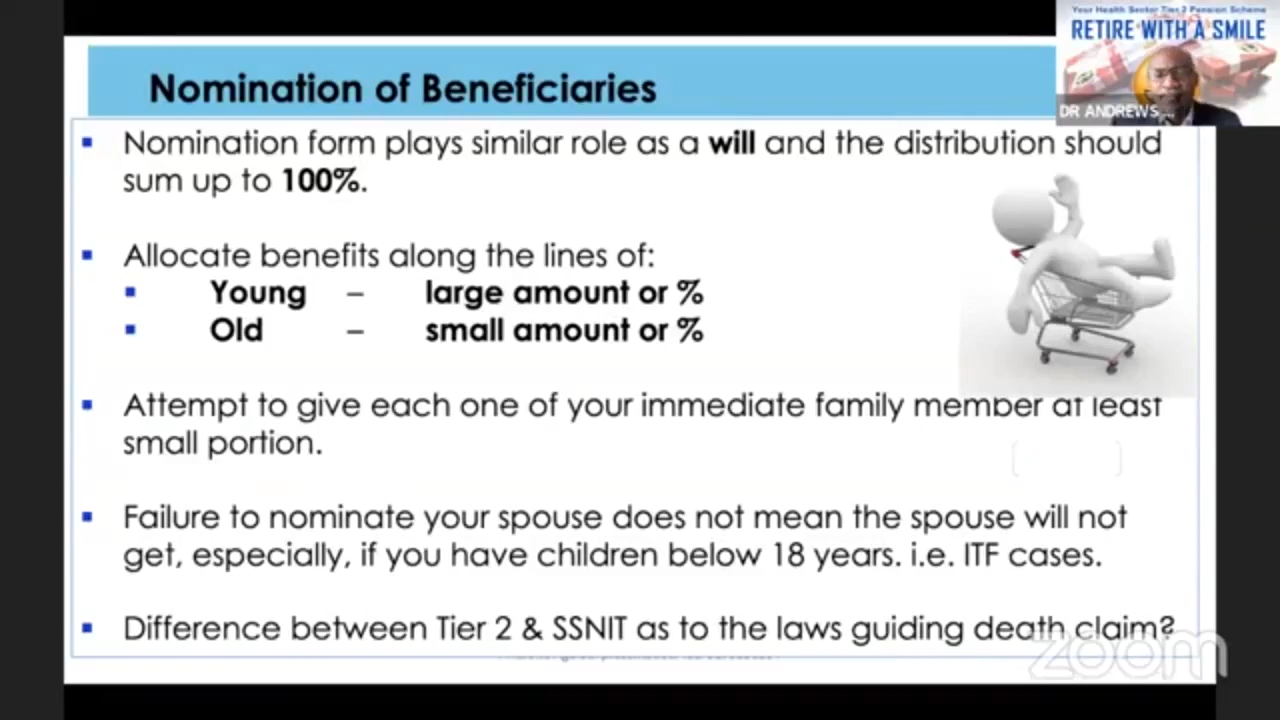 Your Health Sector Tier 2 Pension Scheme
RETIRE WITH A SMILE
DR ANDREWS ...
Nomination of Beneficiaries
▪ Nomination form plays similar role as a will and the distribution should
sum up to 100%.
▪ Allocate benefits along the lines of:
▪ Young – large amount or %
▪ Old – small amount or %
▪ Attempt to give each one of your immediate family member at least
small portion.
▪ Failure to nominate your spouse does not mean the spouse will not
get, especially, if you have children below 18 years. i.e. ITF cases.
▪ Difference between Tier 2 & SSNIT as to the laws guiding death claim?
zoom